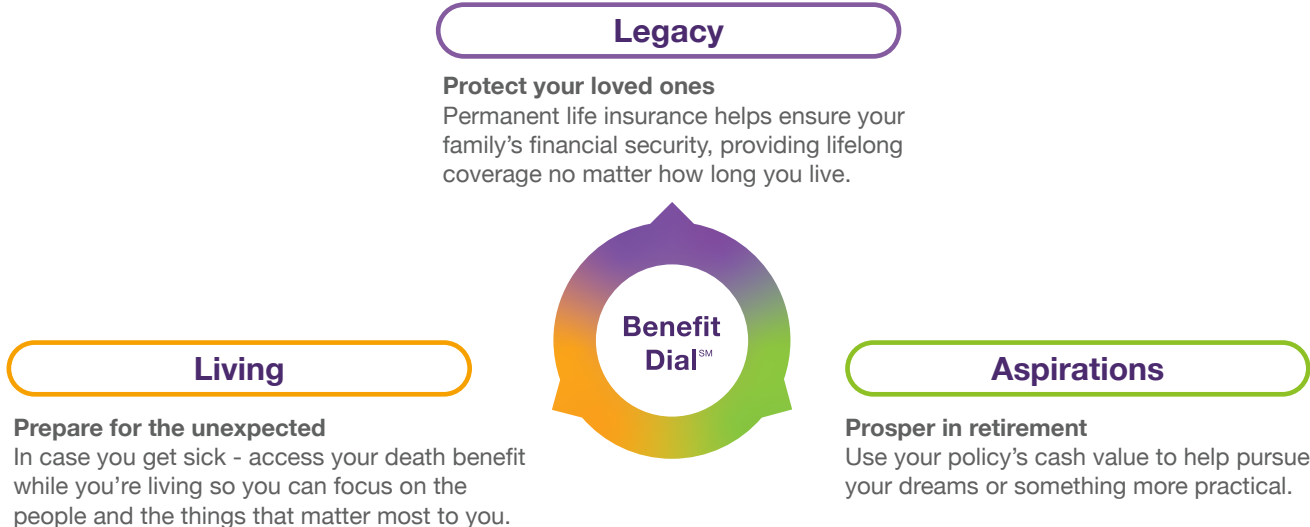 Legacy
Protect your loved ones
Permanent life insurance helps ensure your
family’s financial security, providing lifelong
coverage no matter how long you live.
Benefit
Dial℠
Living
Prepare for the unexpected
In case you get sick - access your death benefit
while you’re living so you can focus on the
people and the things that matter most to you.
Aspirations
Prosper in retirement
Use your policy’s cash value to help pursue
your dreams or something more practical.